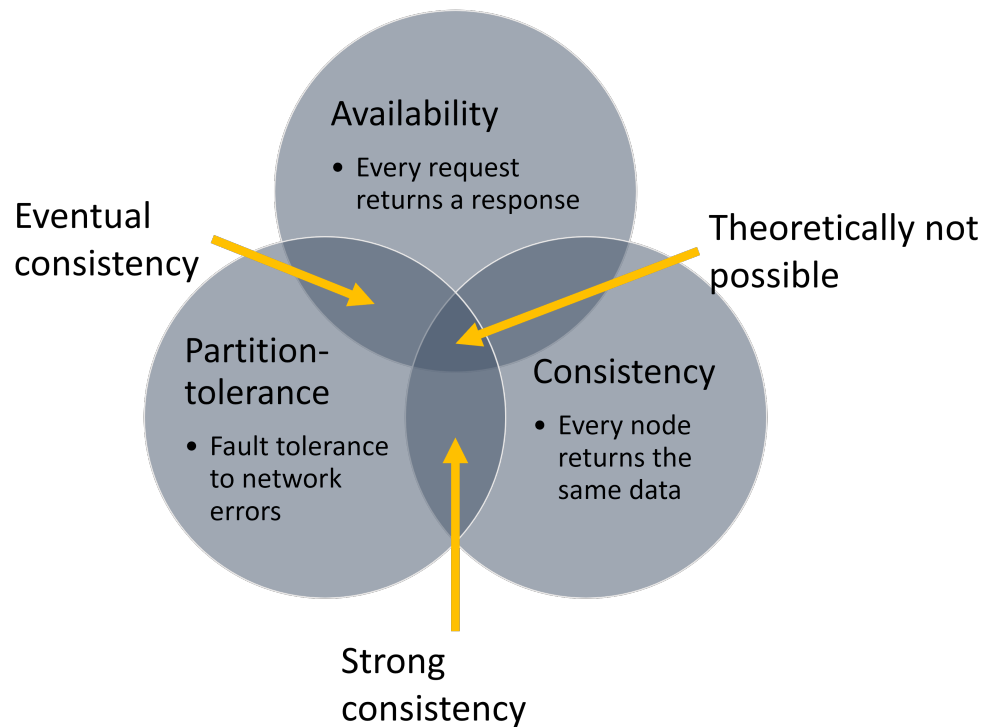 Availability
• Every request
returns a response
Eventual
consistency
Theoretically not
possible
Partition-
tolerance
• Fault tolerance
to network
errors
Consistency
• Every node
returns the
same data
Strong
consistency